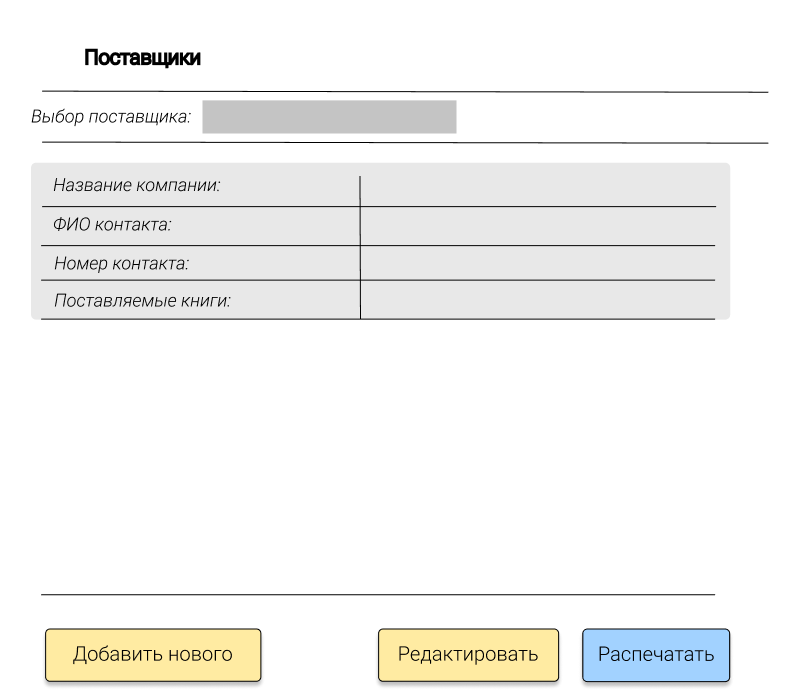 Поставщики
Выбор поставщика:
Название компании:
ФИО контакта:
Номер контакта:
Поставляемые книги:
Добавить нового
Редактировать
Распечатать